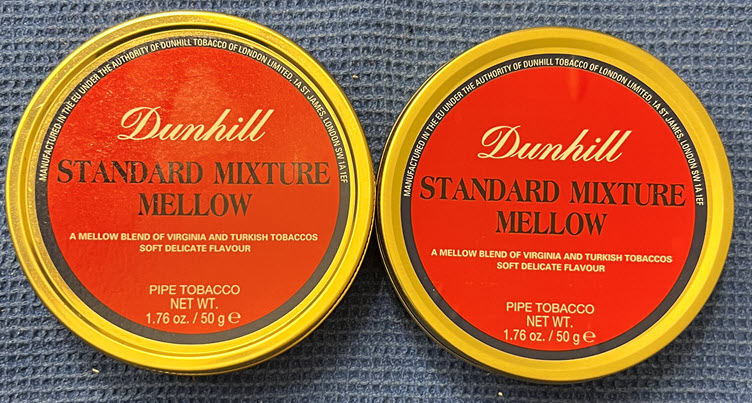 MANUFACTURED IN THE EU UNDER THE AUTHORITY OF DUNHILL TOBACCO OF LONDON LIMITED, 1A ST. JAMES, LONDON SW 1A 1EF
Dunhill
STANDARD MIXTURE
MELLOW
A MELLOW BLEND OF VIRGINIA AND TURKISH TOBACCOS
SOFT DELICATE FLAVOUR
PIPE TOBACCO
NET WT.
1.76 oz. / 50 g ℮
MANUFACTURED IN THE EU UNDER THE AUTHORITY OF DUNHILL TOBACCO OF LONDON LIMITED, 1A ST. JAMES, LONDON SW 1A 1EF
Dunhill
STANDARD MIXTURE
MELLOW
A MELLOW BLEND OF VIRGINIA AND TURKISH TOBACCOS
SOFT DELICATE FLAVOUR
PIPE TOBACCO
NET WT.
1.76 oz. / 50 g ℮